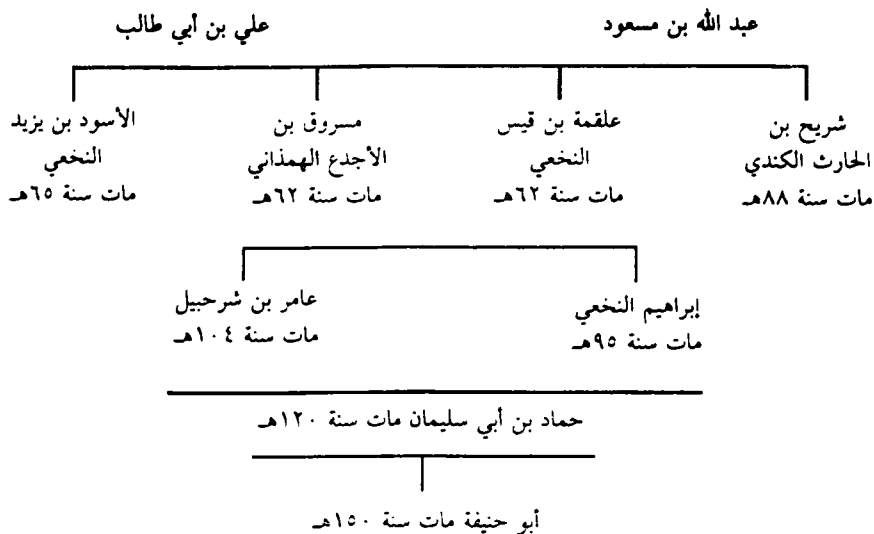 عبد الله بن مسعود
علي بن أبي طالب
شريح بن
الحارث الكندي
مات سنة ٨٨هـ
علقمة بن قيس
النخعي
مات سنة ٦٢هـ
مسروق بن
الأجدع الهمذاني
مات سنة ٦٢هـ
الأسود بن يزيد
النخعي
مات سنة ٦٥هـ
إبراهيم النخعي
مات سنة ٩٥هـ
عامر بن شرحبيل
مات سنة ١٠٤هـ
حماد بن أبي سليمان مات سنة ١٢٠هـ
أبو حنيفة مات سنة ١٥٠هـ